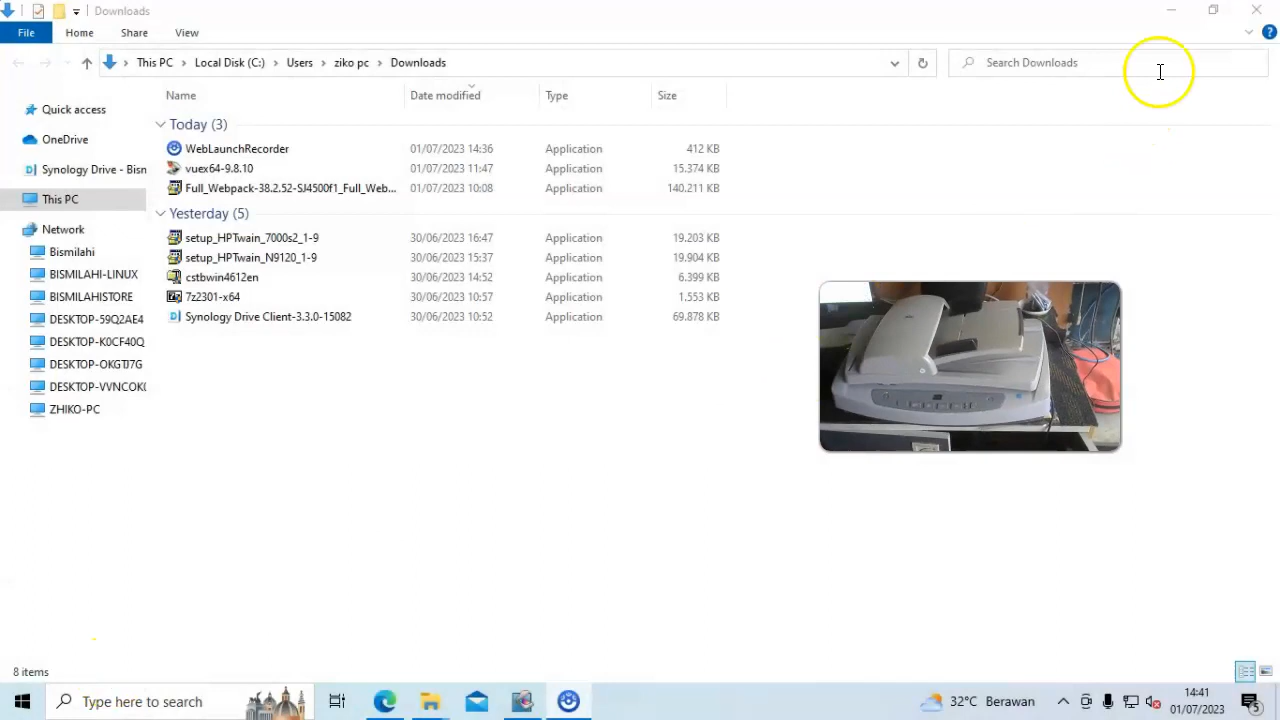 Downloads
File Home Share View
This PC Local Disk (C:) Users ziko pc Downloads
Search Downloads
Name Date modified Type Size
Quick access
OneDrive
Synology Drive - Bisn
This PC
Network
Bismilahi
BISMILAHI-LINUX
BISMILAHISTORE
DESKTOP-59Q2AE4
DESKTOP-K0CF40Q
DESKTOP-OKGTJ7G
DESKTOP-VVNCOK(
ZHIKO-PC
Today (3)
WebLaunchRecorder 01/07/2023 14:36 Application 412 KB
vuex64-9.8.10 01/07/2023 11:47 Application 15.374 KB
Full_Webpack-38.2.52-SJ4500f1_Full_Web... 01/07/2023 10:08 Application 140.211 KB
Yesterday (5)
setup_HPTwain_7000s2_1-9 30/06/2023 16:47 Application 19.203 KB
setup_HPTwain_N9120_1-9 30/06/2023 15:37 Application 19.904 KB
cstbwin4612en 30/06/2023 14:52 Application 6.399 KB
7z2301-x64 30/06/2023 10:57 Application 1.553 KB
Synology Drive Client-3.3.0-15082 30/06/2023 10:52 Application 69.878 KB
8 items
Type here to search
32°C Berawan
14:41
01/07/2023
5